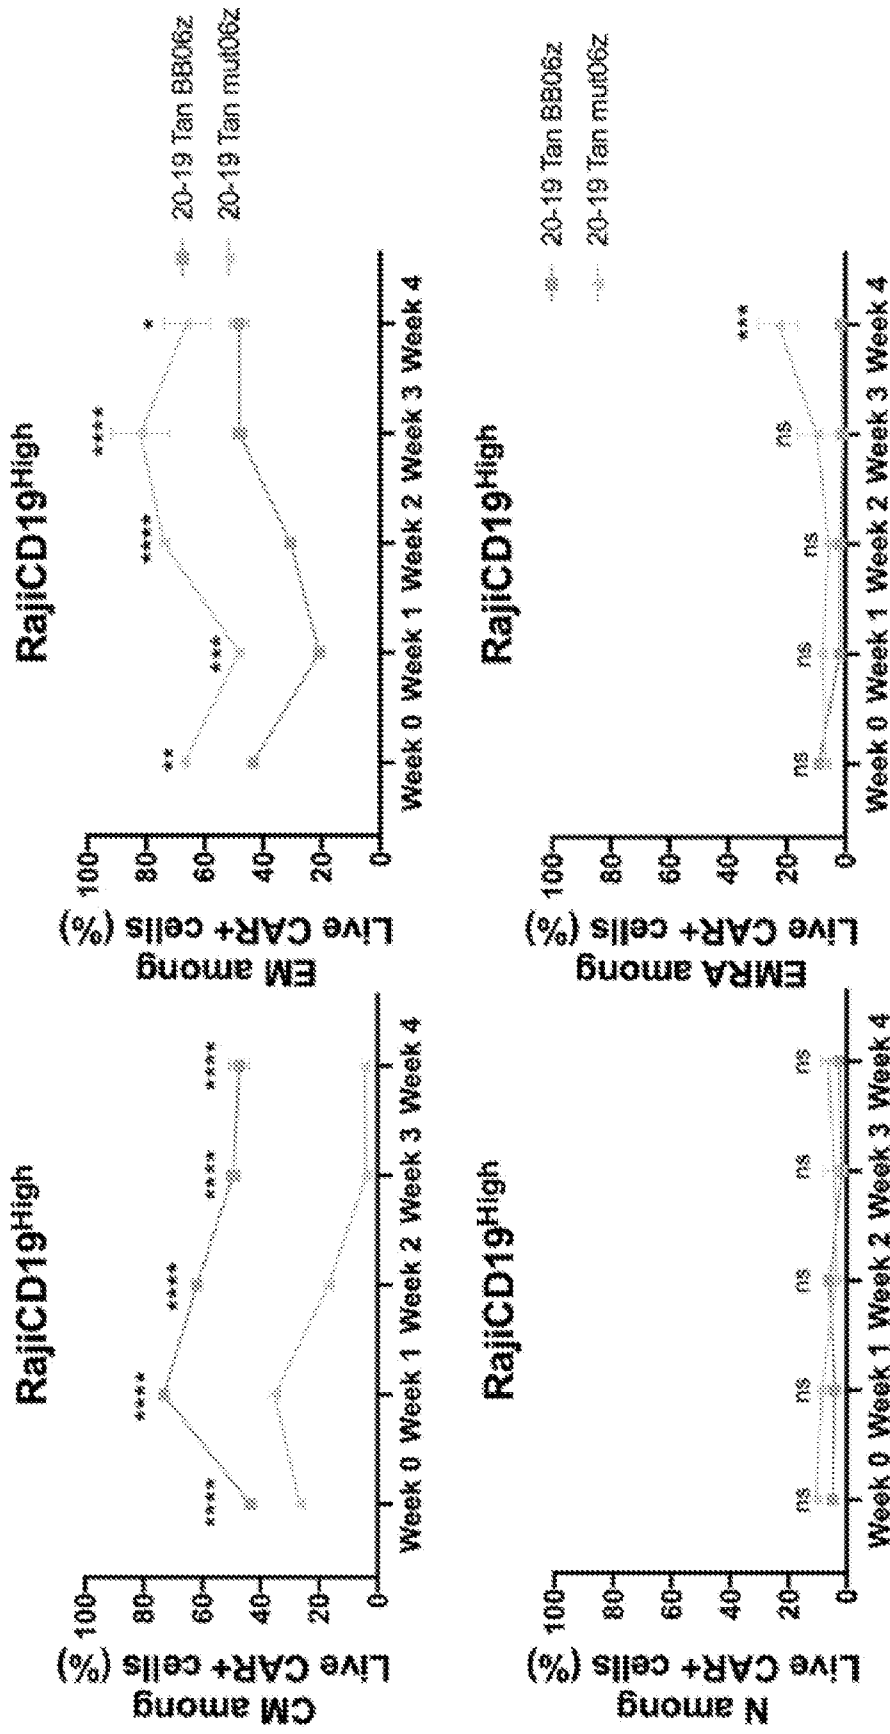 RajiCD19High
CM among
Live CAR+ cells (%)
100
80
60
40
20
0
****
****
****
****
****
Week 0 Week 1 Week 2 Week 3 Week 4
RajiCD19High
EM among
Live CAR+ cells (%)
100
80
60
40
20
0
**
***
****
****
*
Week 0 Week 1 Week 2 Week 3 Week 4
20-19 Tan BB06z
20-19 Tan mut06z
RajiCD19High
N among
Live CAR+ cells (%)
100
80
60
40
20
0
ns
ns
ns
ns
ns
Week 0 Week 1 Week 2 Week 3 Week 4
RajiCD19High
EMRA among
Live CAR+ cells (%)
100
80
60
40
20
0
ns
ns
ns
ns
***
Week 0 Week 1 Week 2 Week 3 Week 4
20-19 Tan BB06z
20-19 Tan mut06z